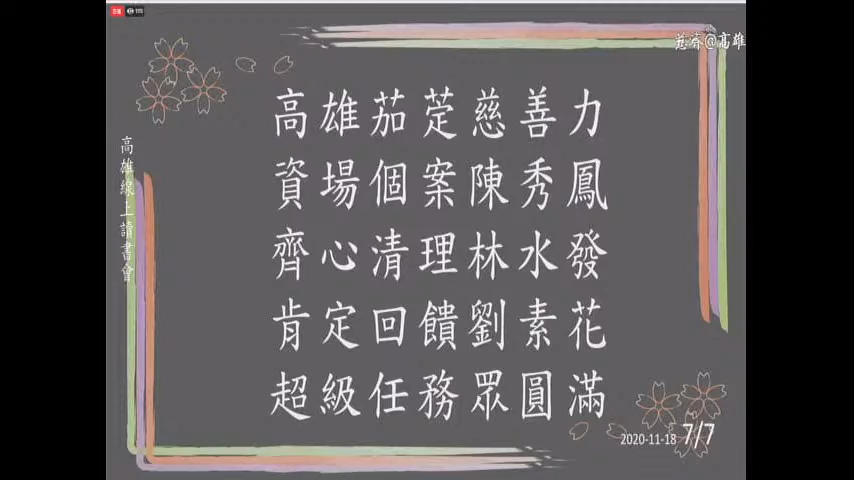 慈濟@高雄
高雄線上讀書會
高雄茄萣慈善力
資場個案陳秀鳳
齊心清理林水發
肯定回饋劉素花
超級任務眾圓滿
2020-11-18 7/7